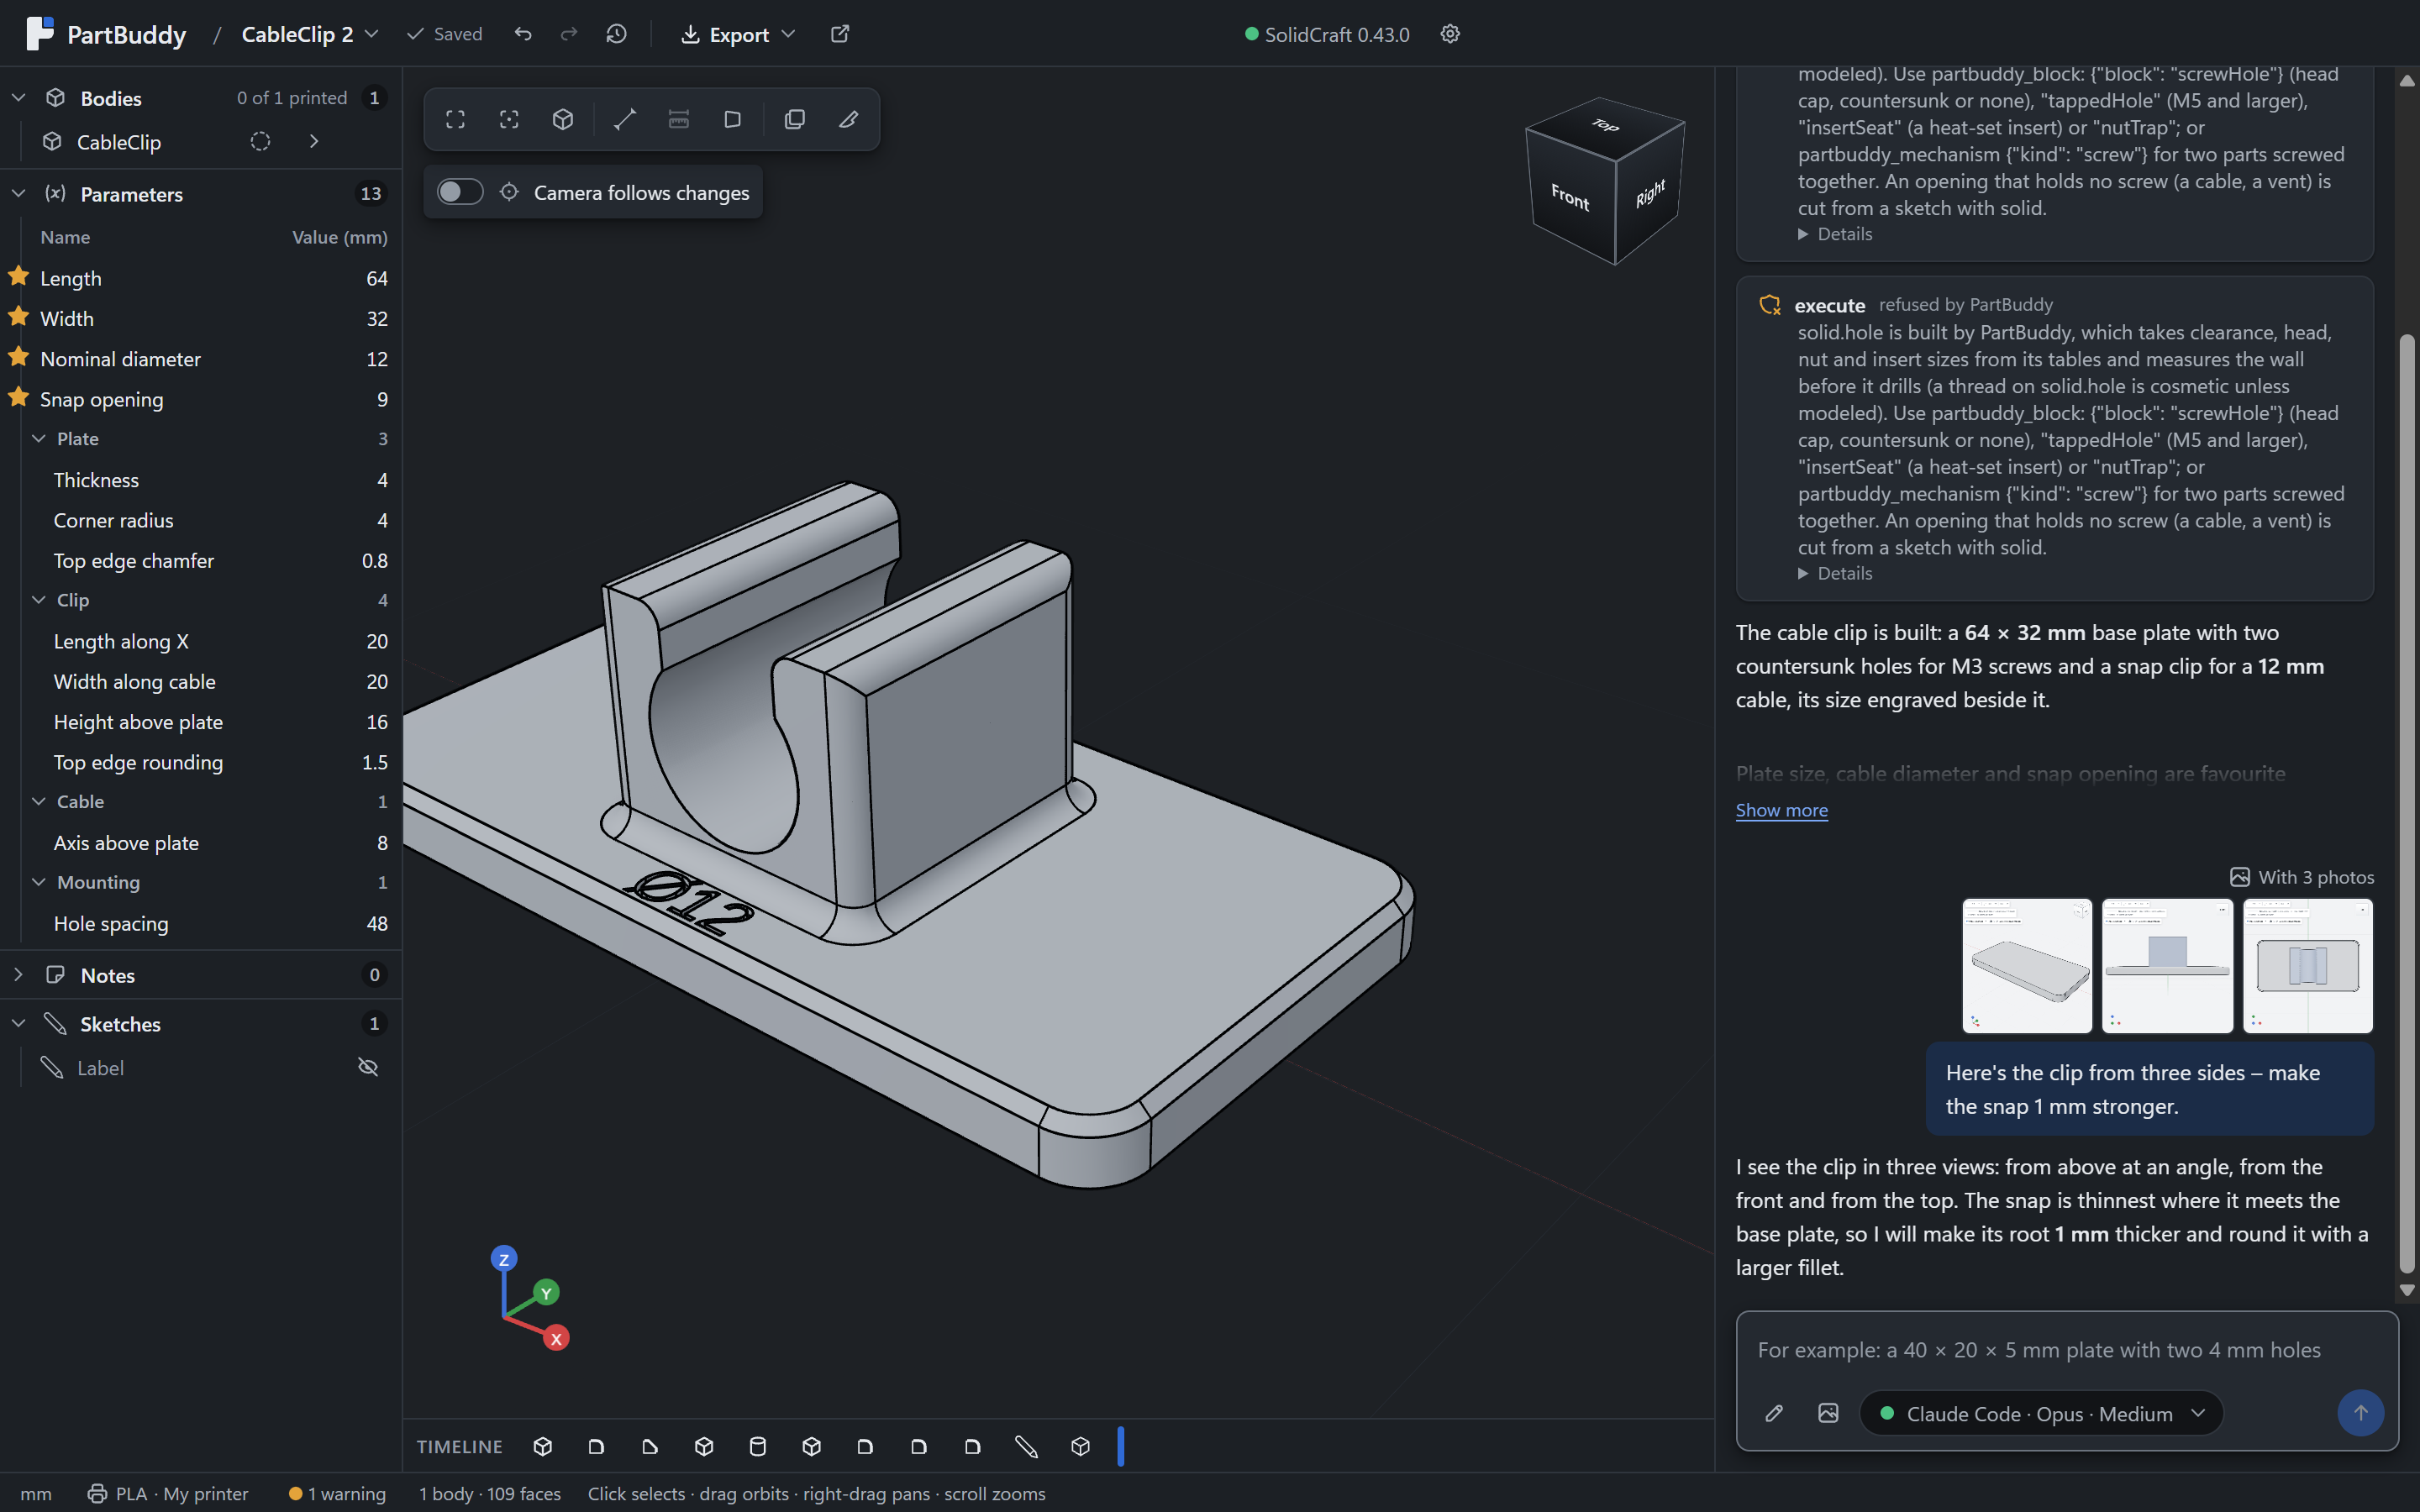 PartBuddy / CableClip 2 Saved Export SolidCraft 0.43.0
Bodies 0 of 1 printed 1
CableClip
Parameters 13
Name Value (mm)
Length 64
Width 32
Nominal diameter 12
Snap opening 9
Plate 3
Thickness 4
Corner radius 4
Top edge chamfer 0.8
Clip 4
Length along X 20
Width along cable 20
Height above plate 16
Top edge rounding 1.5
Cable 1
Axis above plate 8
Mounting 1
Hole spacing 48
Notes 0
Sketches 1
Label
Camera follows changes
Top
Front
Right
Ø12
Z
Y
X
TIMELINE
modeled). Use partbuddy_block: {"block": "screwHole"} (head
cap, countersunk or none), "tappedHole" (M5 and larger),
"insertSeat" (a heat-set insert) or "nutTrap"; or
partbuddy_mechanism {"kind": "screw"} for two parts screwed
together. An opening that holds no screw (a cable, a vent) is
cut from a sketch with solid.
Details
execute refused by PartBuddy
solid.hole is built by PartBuddy, which takes clearance, head,
nut and insert sizes from its tables and measures the wall
before it drills (a thread on solid.hole is cosmetic unless
modeled). Use partbuddy_block: {"block": "screwHole"} (head
cap, countersunk or none), "tappedHole" (M5 and larger),
"insertSeat" (a heat-set insert) or "nutTrap"; or
partbuddy_mechanism {"kind": "screw"} for two parts screwed
together. An opening that holds no screw (a cable, a vent) is
cut from a sketch with solid.
Details
The cable clip is built: a 64 × 32 mm base plate with two
countersunk holes for M3 screws and a snap clip for a 12 mm
cable, its size engraved beside it.
Plate size, cable diameter and snap opening are favourite
Show more
With 3 photos
Here's the clip from three sides – make
the snap 1 mm stronger.
I see the clip in three views: from above at an angle, from the
front and from the top. The snap is thinnest where it meets the
base plate, so I will make its root 1 mm thicker and round it with a
larger fillet.
For example: a 40 × 20 × 5 mm plate with two 4 mm holes
Claude Code · Opus · Medium
mm PLA · My printer 1 warning 1 body · 109 faces Click selects · drag orbits · right-drag pans · scroll zooms